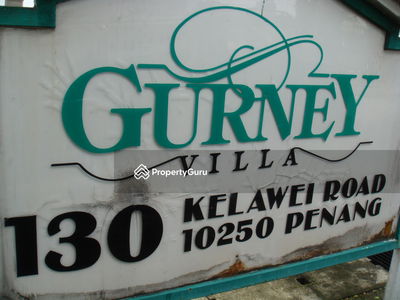 GURNEY
VILLA
PropertyGuru
130 KELAWEI ROAD
10250 PENANG